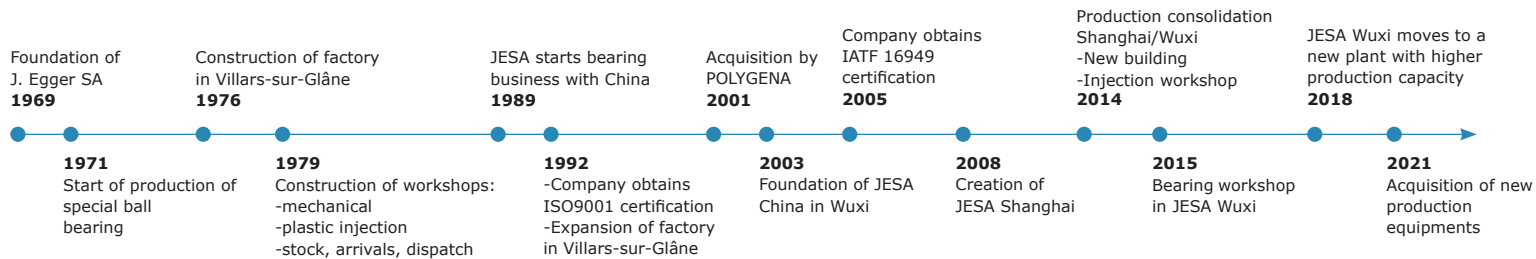 Foundation of
J. Egger SA
1969
1971
Start of production of
special ball
bearing
Construction of factory
in Villars-sur-Glâne
1976
1979
Construction of workshops:
-mechanical
-plastic injection
-stock, arrivals, dispatch
JESA starts bearing
business with China
1989
1992
-Company obtains
ISO9001 certification
-Expansion of factory
in Villars-sur-Glâne
Acquisition by
POLYGENA
2001
2003
Foundation of JESA
China in Wuxi
Company obtains
IATF 16949
certification
2005
2008
Creation of
JESA Shanghai
Production consolidation
Shanghai/Wuxi
-New building
-Injection workshop
2014
2015
Bearing workshop
in JESA Wuxi
JESA Wuxi moves to a
new plant with higher
production capacity
2018
2021
Acquisition of new
production
equipments